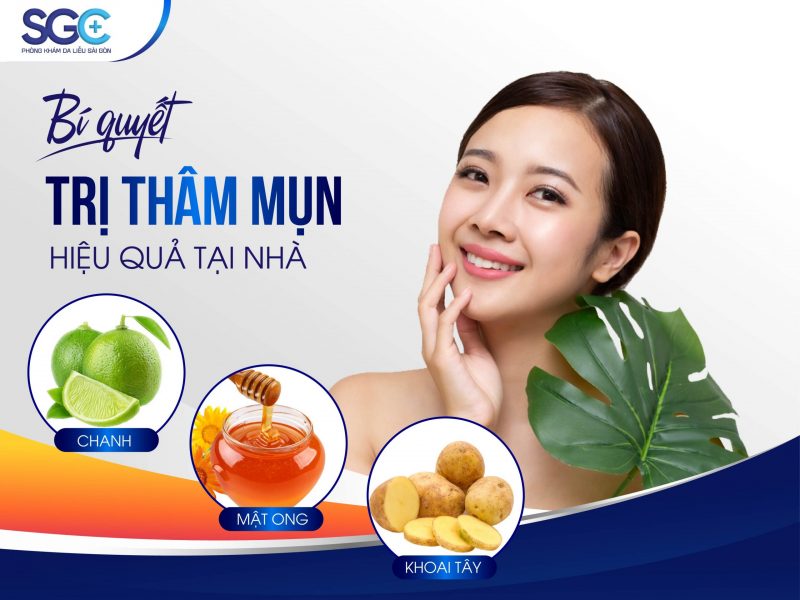 SGC
PHÒNG KHÁM DA LIỄU SÀI GÒN
Bí quyết
TRỊ THÂM MỤN
HIỆU QUẢ TẠI NHÀ
CHANH
MẬT ONG
KHOAI TÂY